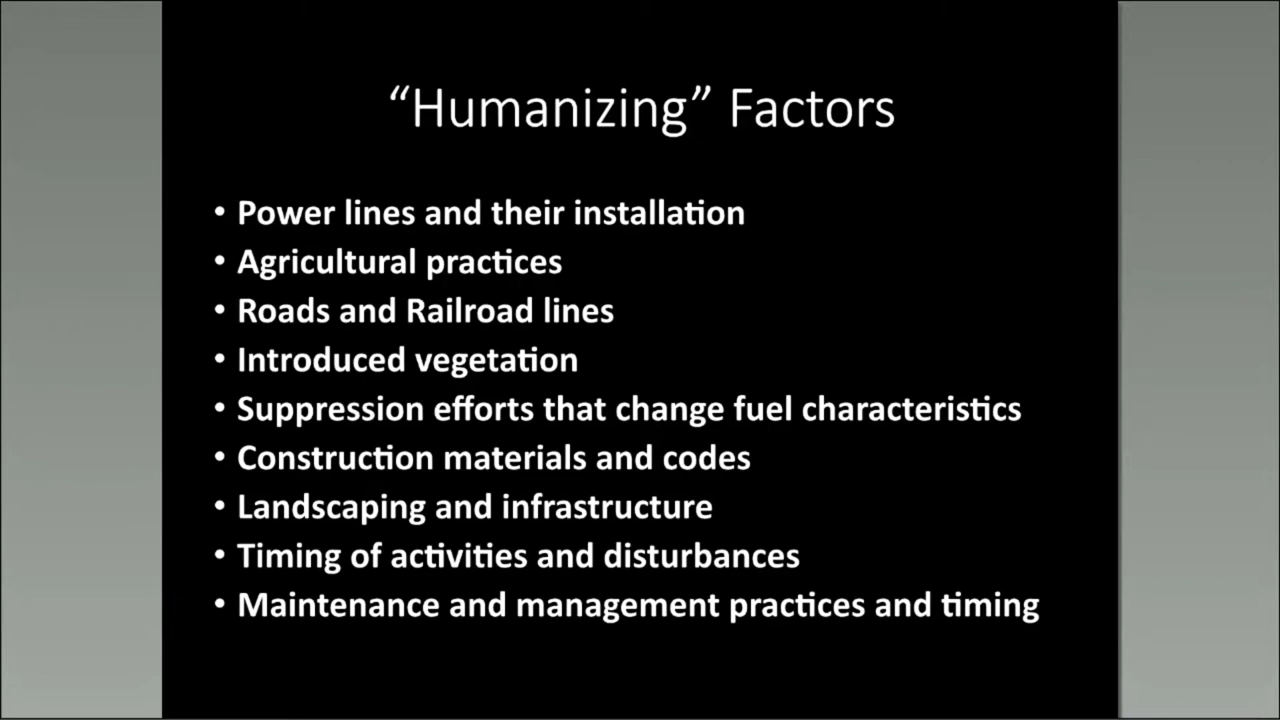 “Humanizing” Factors
• Power lines and their installation
• Agricultural practices
• Roads and Railroad lines
• Introduced vegetation
• Suppression efforts that change fuel characteristics
• Construction materials and codes
• Landscaping and infrastructure
• Timing of activities and disturbances
• Maintenance and management practices and timing